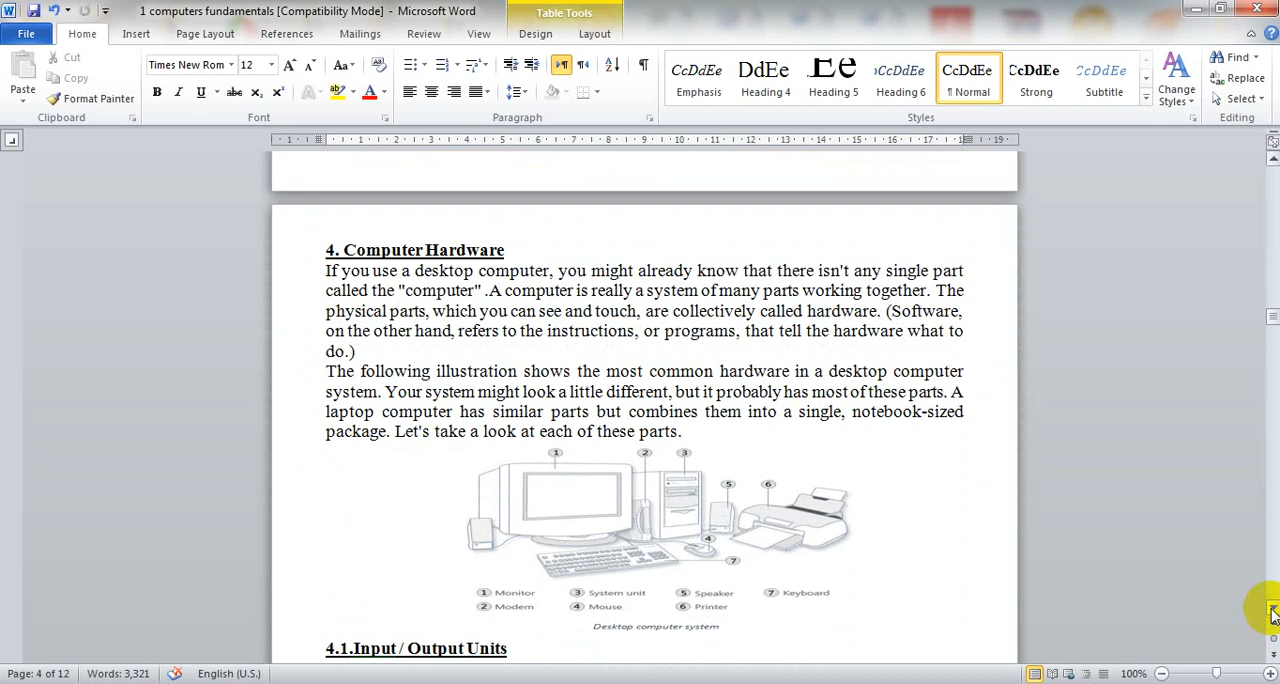 1 computers fundamentals [Compatibility Mode] - Microsoft Word
Table Tools
File Home Insert Page Layout References Mailings Review View Design Layout
Cut
Copy
Format Painter
Paste
Clipboard
Times New Rom 12
Font
Paragraph
CcDdEe DdEe EE CcDdEe CcDdEe CcDdEe CcDdEe
Emphasis Heading 4 Heading 5 Heading 6 ¶ Normal Strong Subtitle
Styles
Change
Styles
Find
Replace
Select
Editing
4. Computer Hardware
If you use a desktop computer, you might already know that there isn't any single part
called the "computer" .A computer is really a system of many parts working together. The
physical parts, which you can see and touch, are collectively called hardware. (Software,
on the other hand, refers to the instructions, or programs, that tell the hardware what to
do.)
The following illustration shows the most common hardware in a desktop computer
system. Your system might look a little different, but it probably has most of these parts. A
laptop computer has similar parts but combines them into a single, notebook-sized
package. Let's take a look at each of these parts.
1 2 3
5 6
4
7
1 Monitor 3 System unit 5 Speaker 7 Keyboard
2 Modem 4 Mouse 6 Printer
Desktop computer system
4.1.Input / Output Units
Page: 4 of 12 Words: 3,321 English (U.S.) 100%